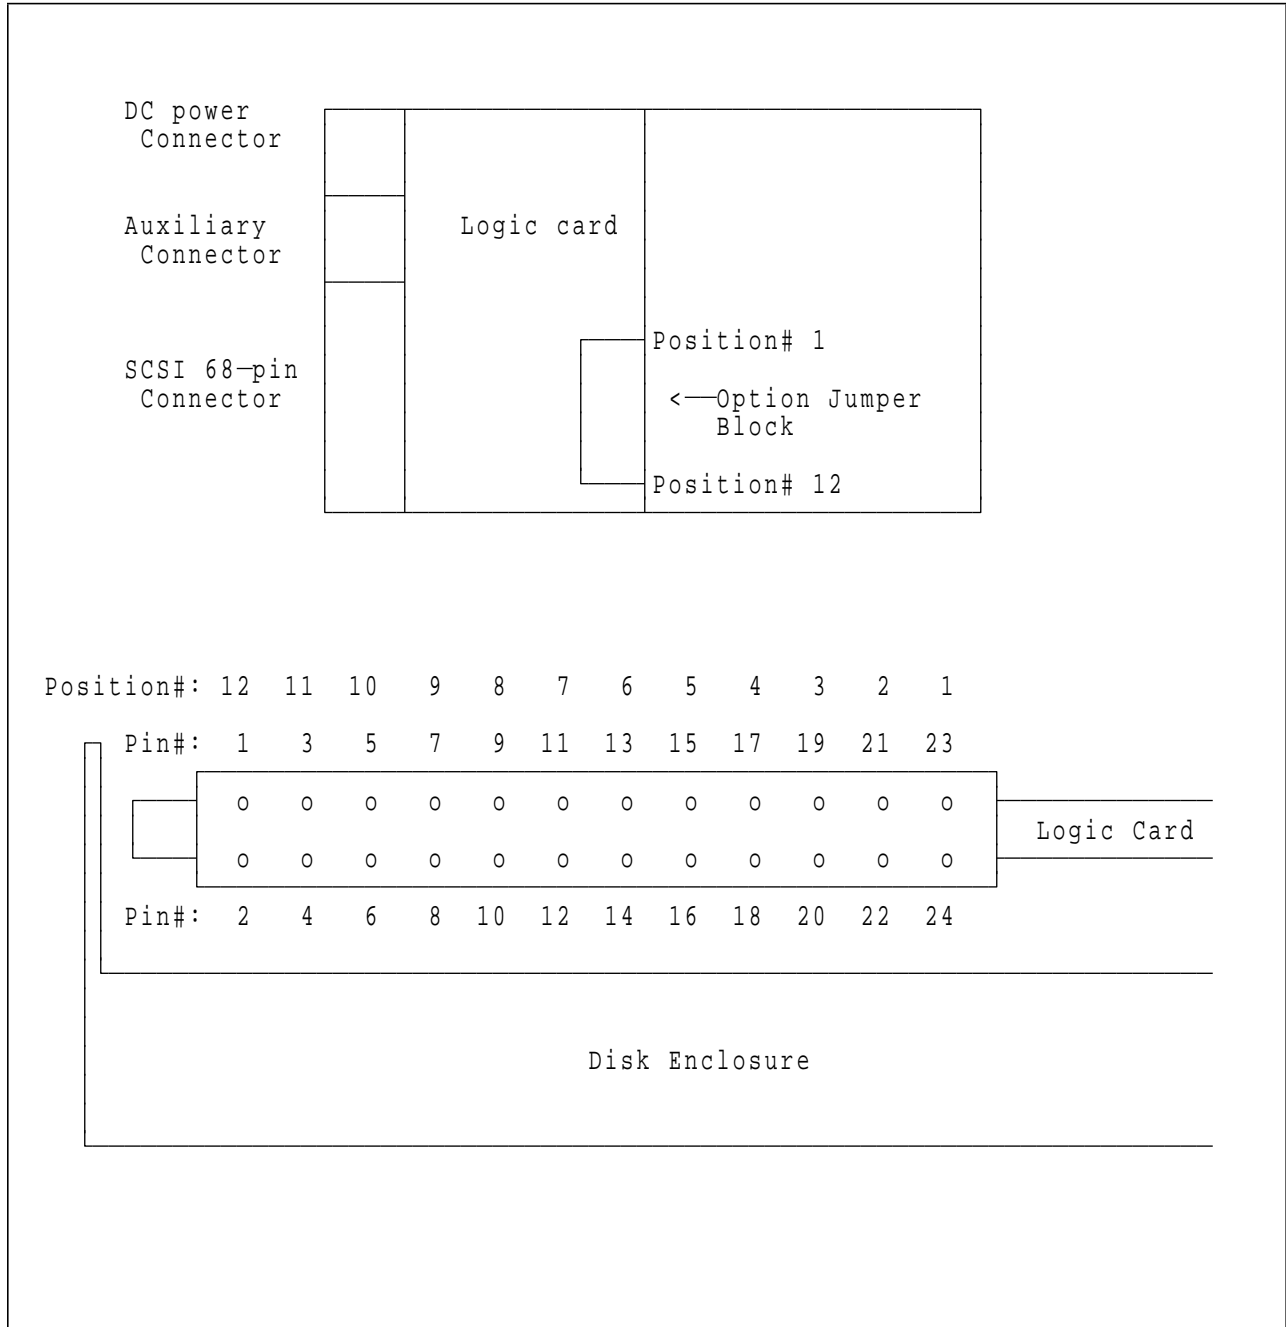 DC power
Connector
Auxiliary
Connector
Logic card
Position# 1
SCSI 68—pin
Connector
<——Option Jumper
Block
Position# 12
Position#: 12 11 10 9 8 7 6 5 4 3 2 1
Pin#: 1 3 5 7 9 11 13 15 17 19 21 23
o o o o o o o o o o o o
Logic Card
o o o o o o o o o o o o
Pin#: 2 4 6 8 10 12 14 16 18 20 22 24
Disk Enclosure